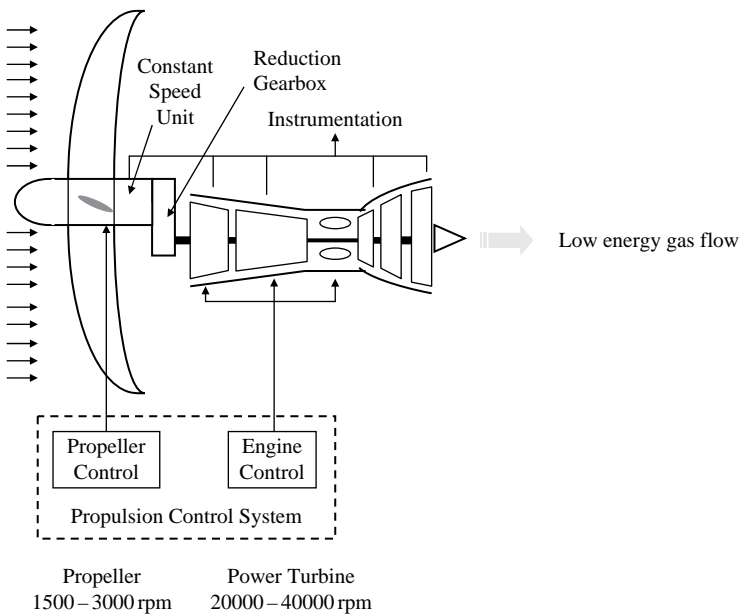 Constant
Speed
Unit
Reduction
Gearbox
Instrumentation
Low energy gas flow
Propeller
Control
Engine
Control
Propulsion Control System
Propeller
1500 – 3000 rpm
Power Turbine
20000 – 40000 rpm